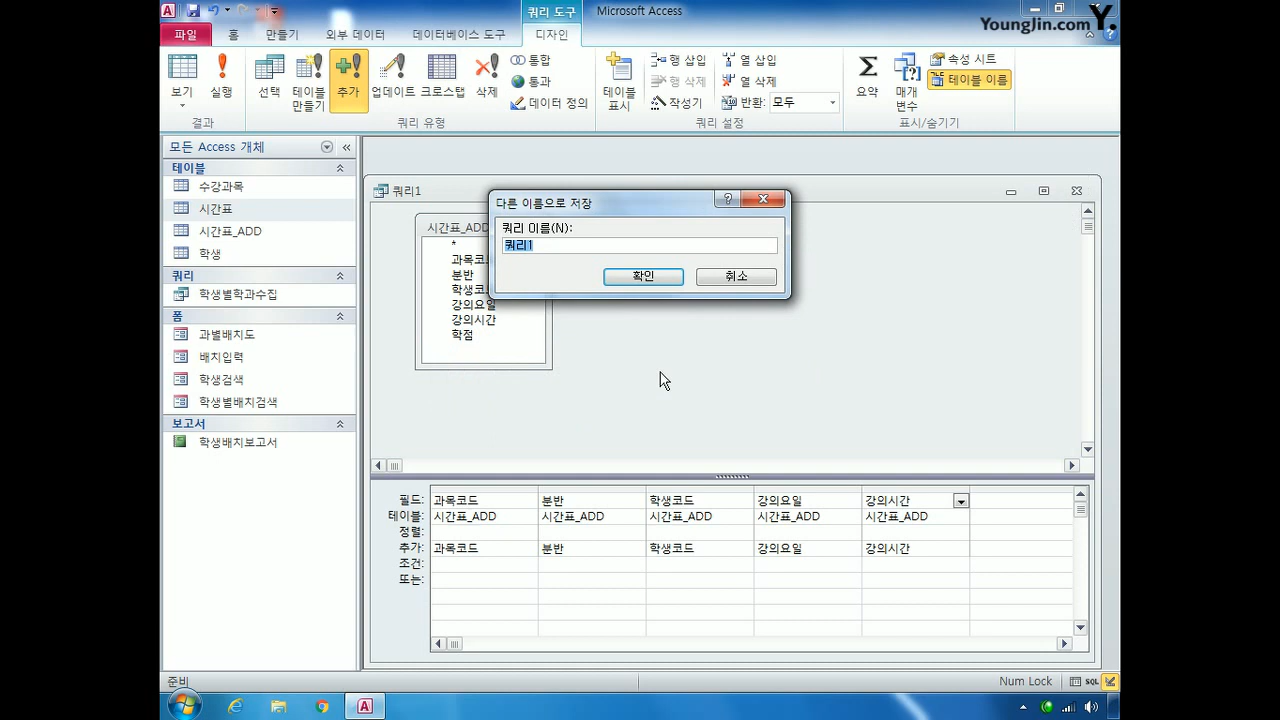 쿼리 도구
Microsoft Access
Younglin.com Y.
파일
홈
만들기
외부 데이터
데이터베이스 도구
디자인
보기
실행
결과
선택
테이블
만들기
추가
업데이트
크로스탭
삭제
통합
통과
데이터 정의
쿼리 유형
테이블
표시
행 삽입
행 삭제
작성기
열 삽입
열 삭제
반환: 모두
쿼리 설정
요약
매개
변수
속성 시트
테이블 이름
표시/숨기기
모든 Access 개체
테이블
수강과목
시간표
시간표_ADD
학생
쿼리
학생별학과수집
폼
과별배치도
배치입력
학생검색
학생별배치검색
보고서
학생배치보고서
쿼리1
시간표_ADD
*
과목코
분반
학생코
강의요일
강의시간
학점
다른 이름으로 저장
쿼리 이름(N):
쿼리1
확인
취소
필드: 과목코드 분반 학생코드 강의요일 강의시간
테이블: 시간표_ADD 시간표_ADD 시간표_ADD 시간표_ADD 시간표_ADD
정렬:
추가: 과목코드 분반 학생코드 강의요일 강의시간
조건:
또는:
준비
Num Lock
SQL